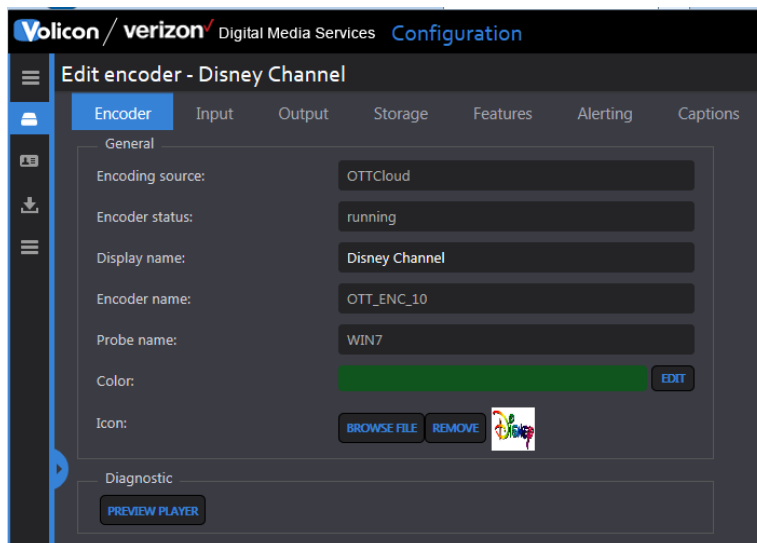 Volicon / verizon✓ Digital Media Services Configuration
Edit encoder - Disney Channel
Encoder Input Output Storage Features Alerting Captions
General
Encoding source: OTTCloud
Encoder status: running
Display name: Disney Channel
Encoder name: OTT_ENC_10
Probe name: WIN7
Color: EDIT
Icon: BROWSE FILE REMOVE Disney
Diagnostic
PREVIEW PLAYER